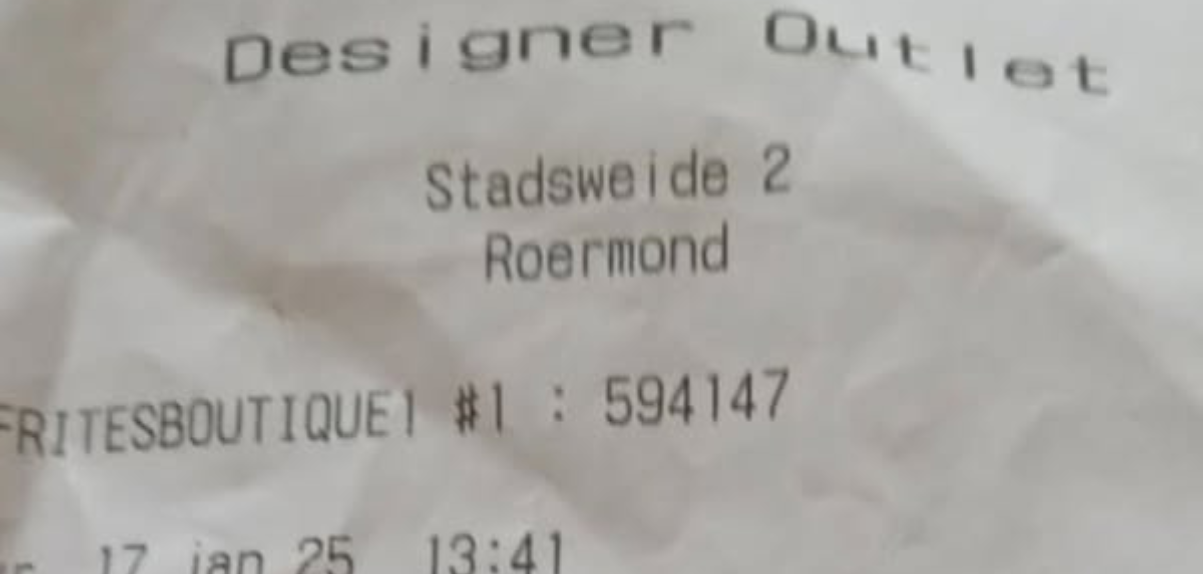 Designer Outlet
Stadsweide 2
Roermond
FRITESBOUTIQUE1 #1 : 594147
17 jan 25 13:41